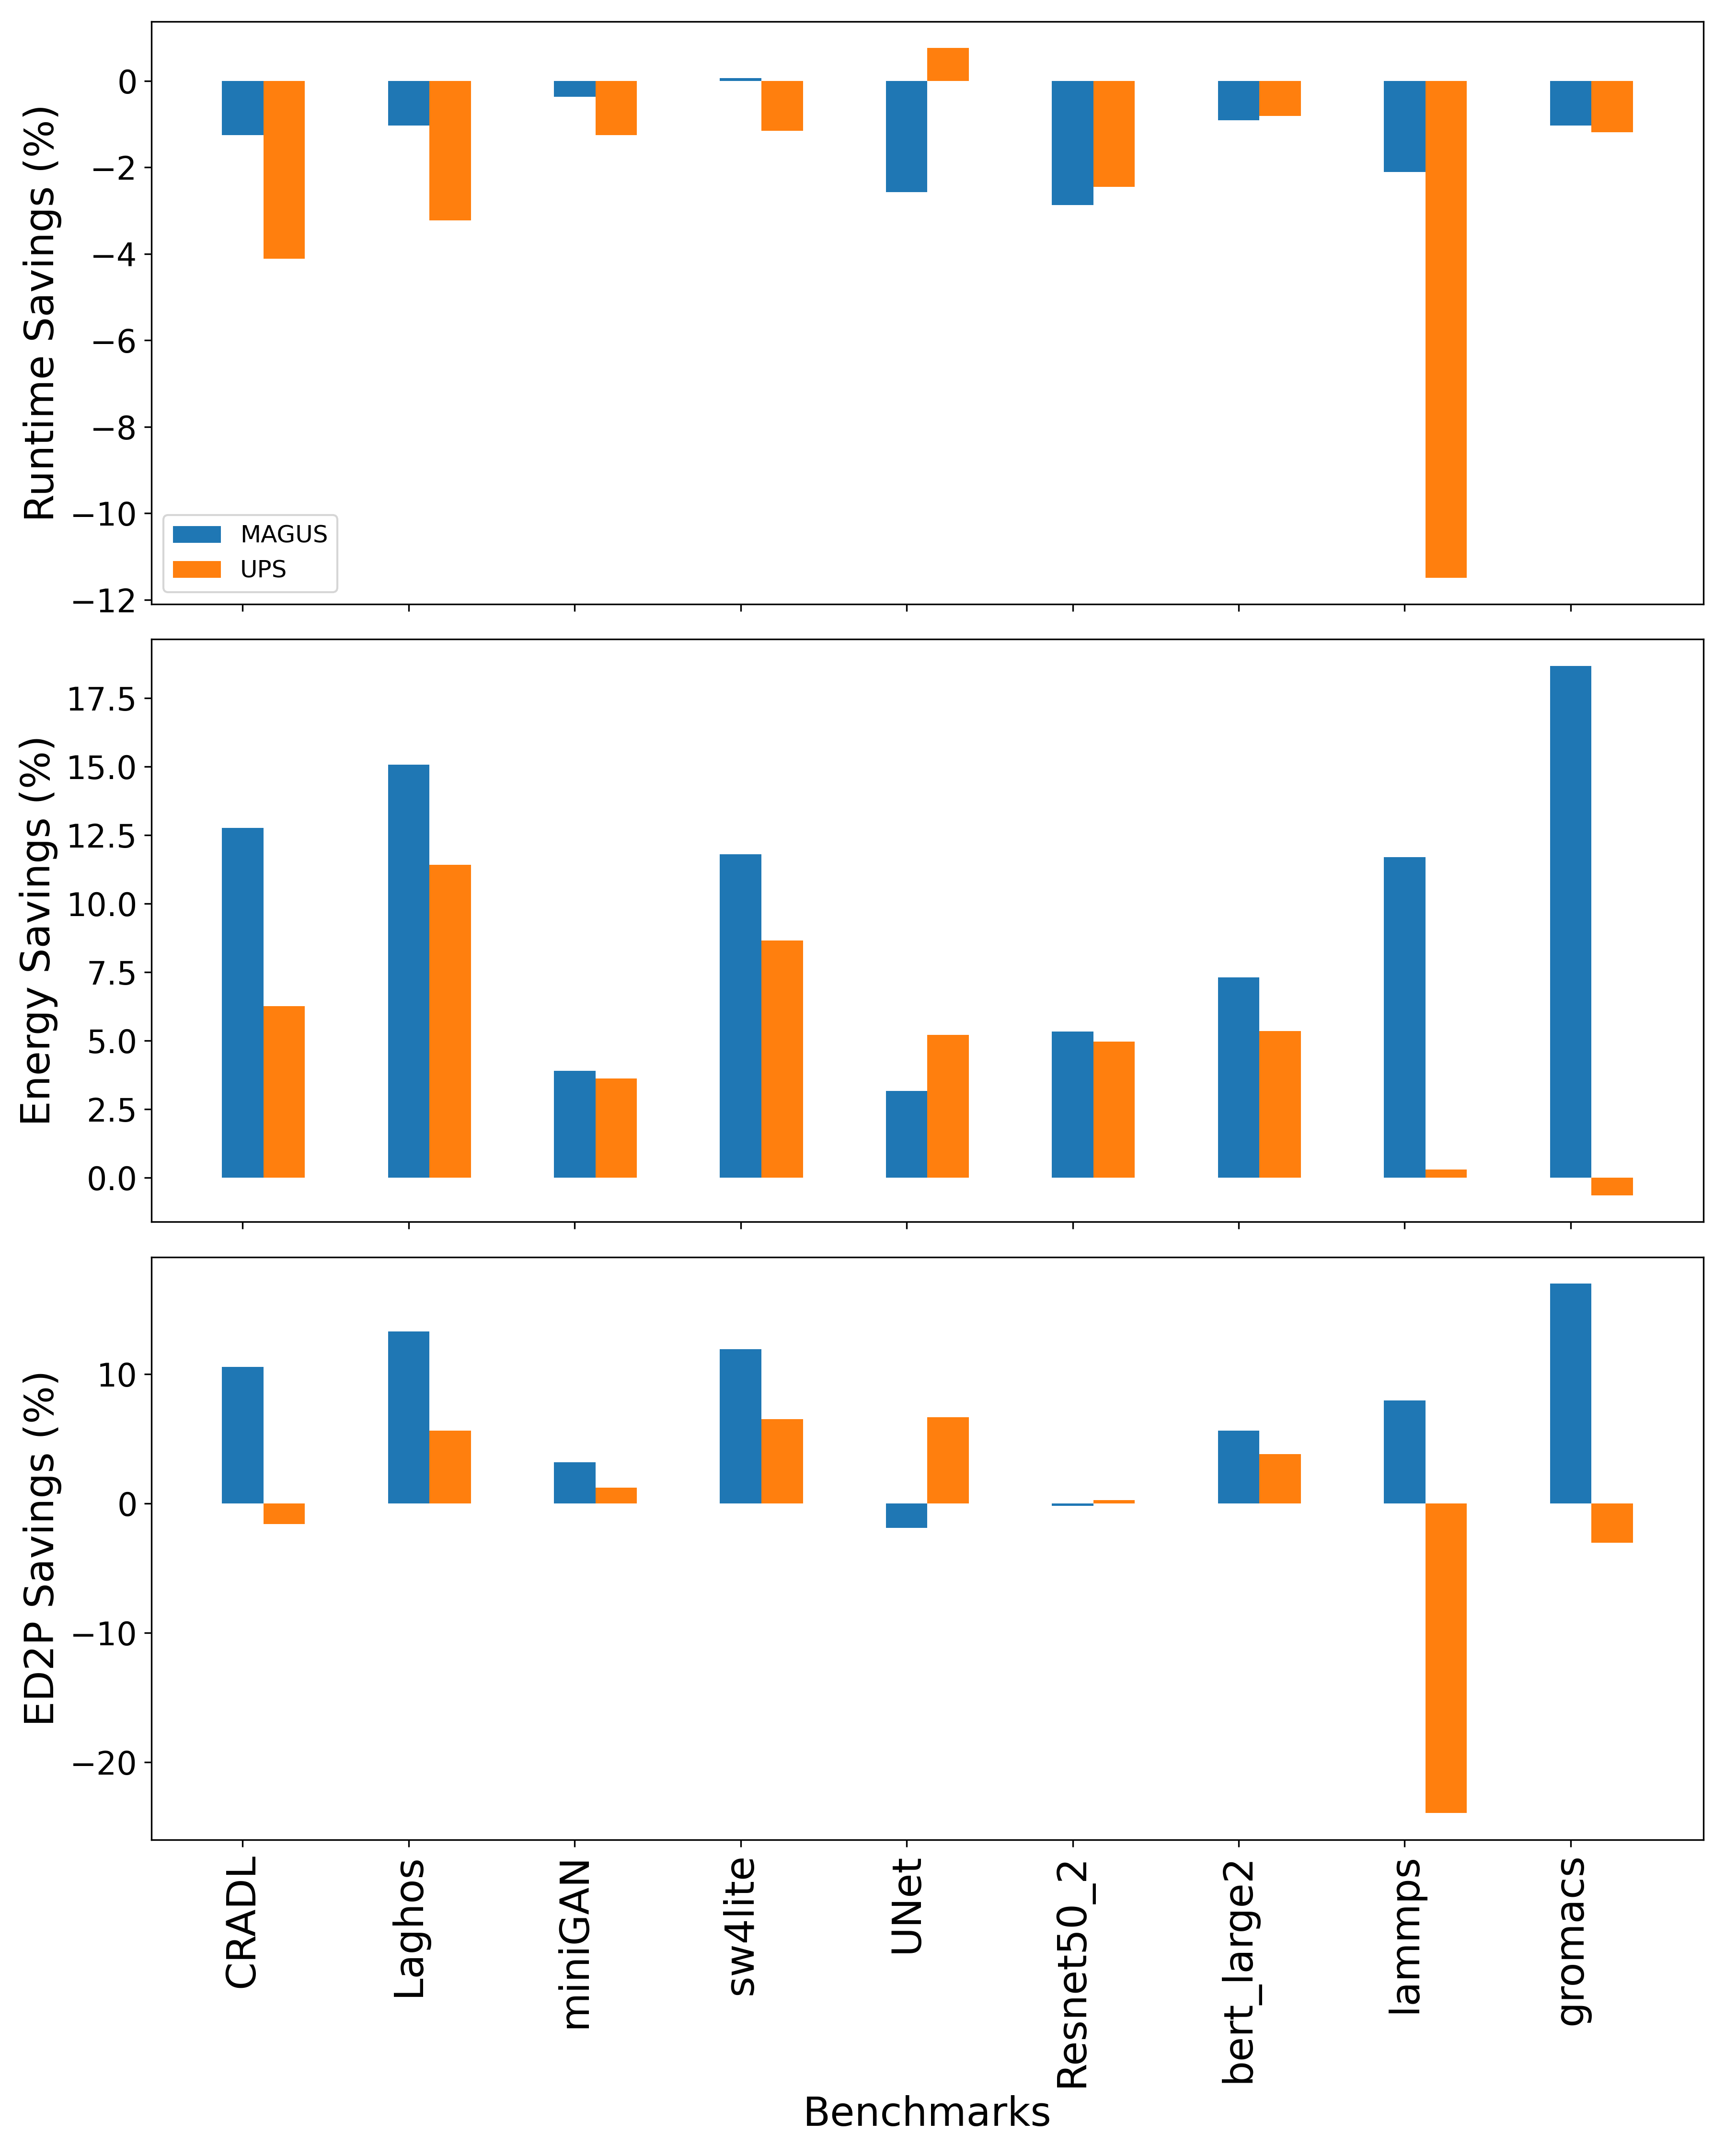 Runtime Savings (%)
0
−2
−4
−6
−8
−10
−12
MAGUS
UPS
Energy Savings (%)
17.5
15.0
12.5
10.0
7.5
5.0
2.5
0.0
ED2P Savings (%)
10
0
−10
−20
CRADL
Laghos
miniGAN
sw4lite
UNet
Resnet50_2
bert_large2
lammps
gromacs
Benchmarks